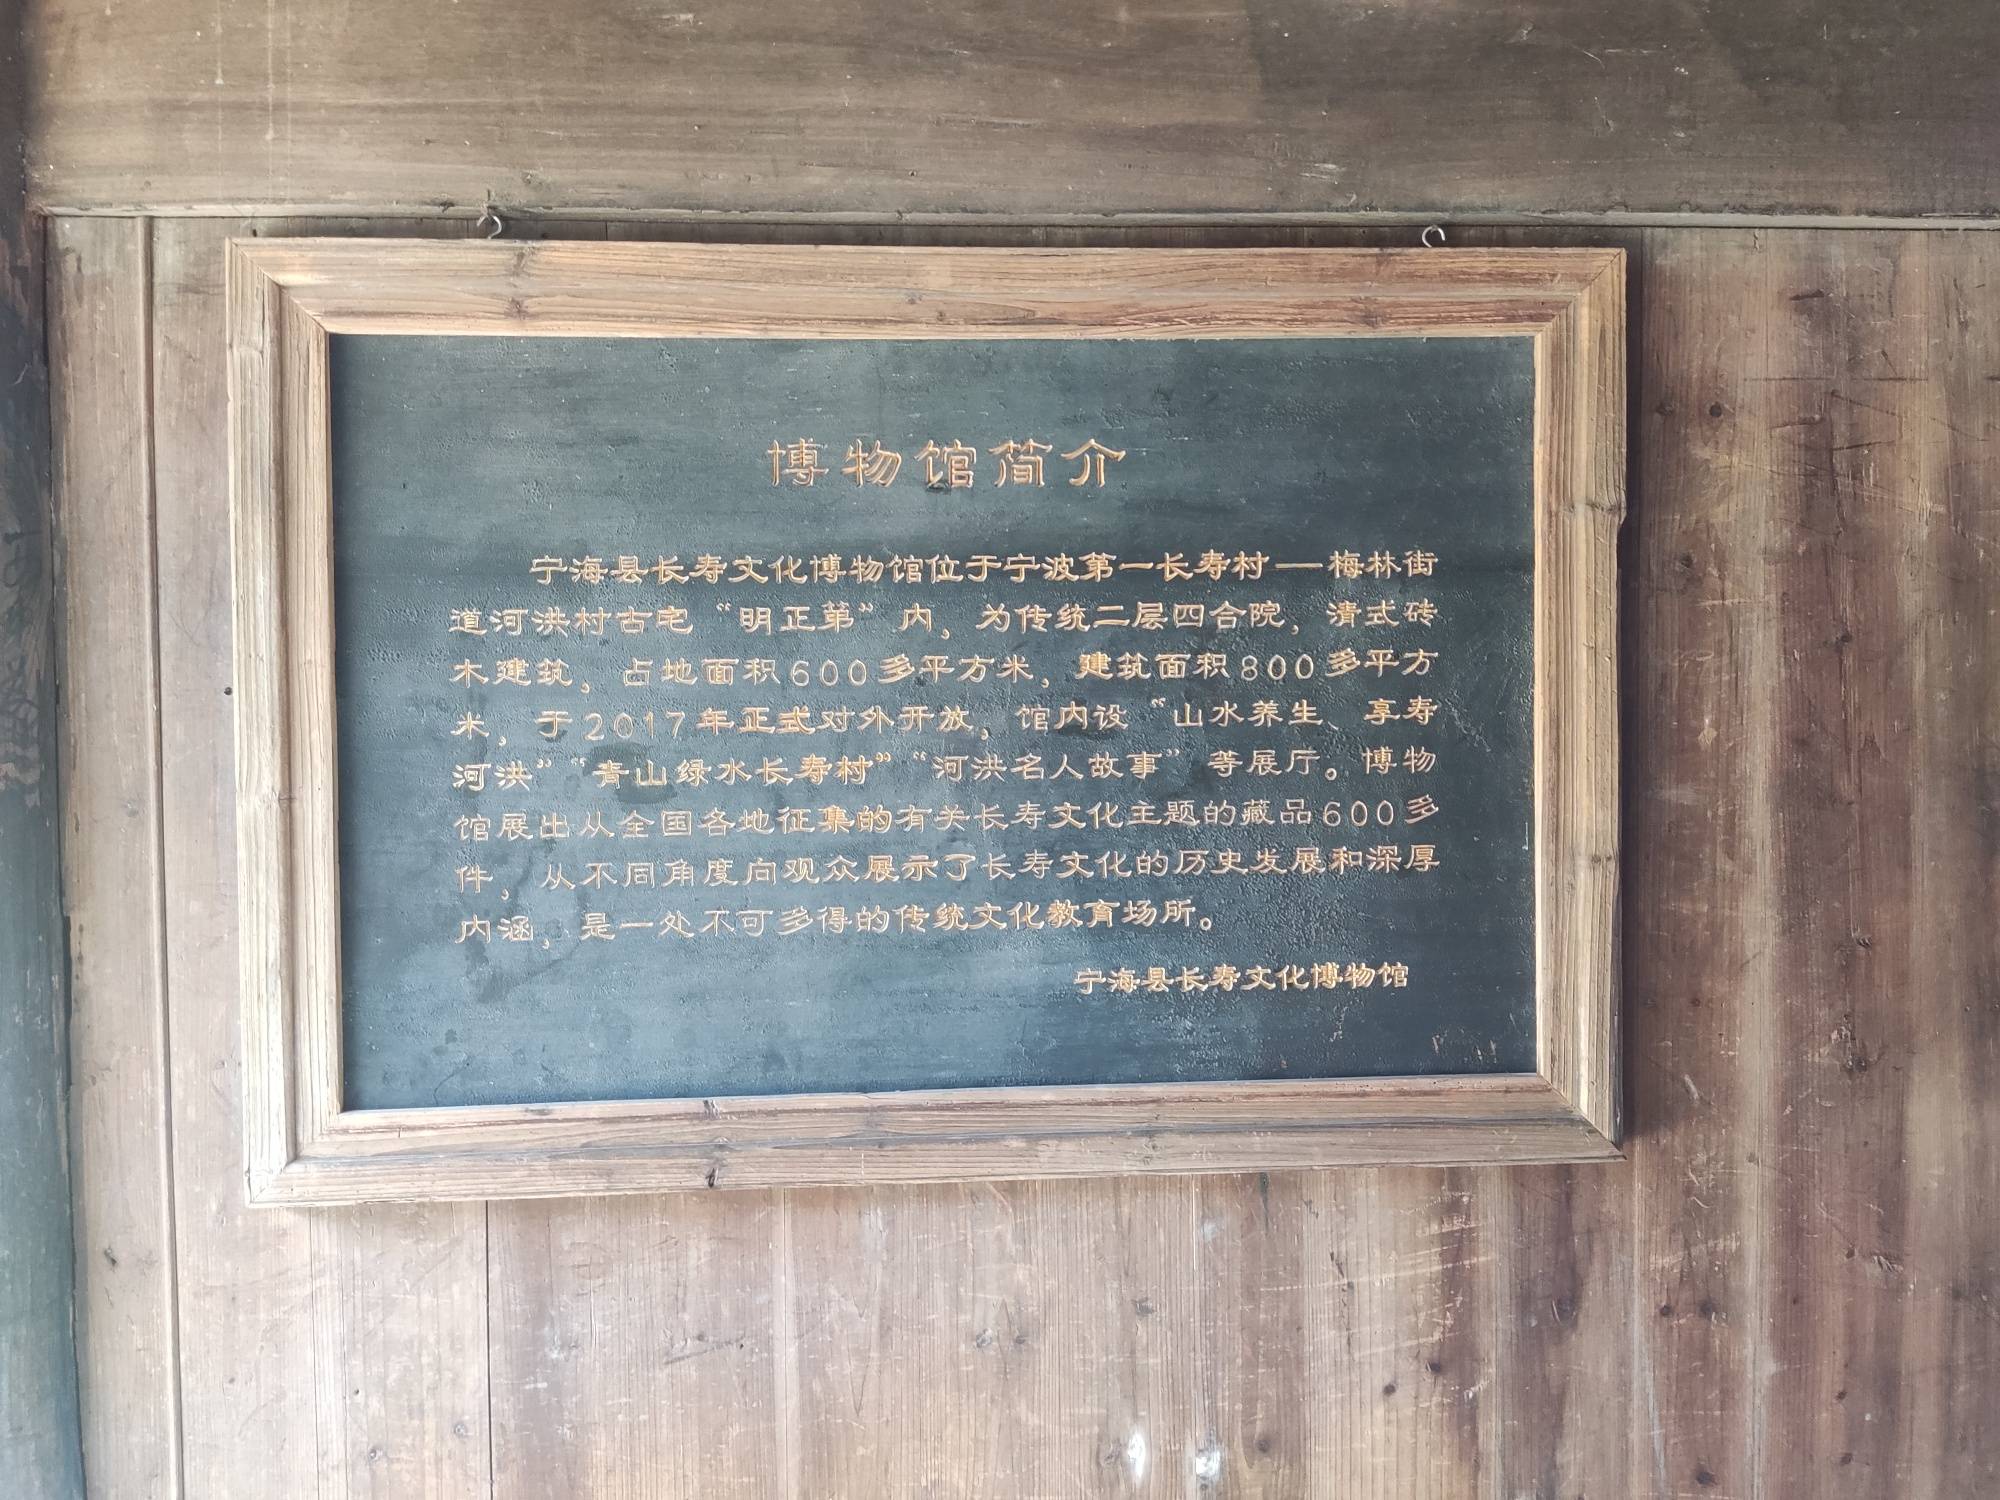 博物馆简介
宁海县长寿文化博物馆位于宁波第一长寿村—梅林街
道河洪村古宅“明正第”内，为传统二层四合院，清式砖
木建筑，占地面积600多平方米，建筑面积800多平方
米，于2017年正式对外开放，馆内设“山水养生、享寿
河洪”“青山绿水长寿村”“河洪名人故事”等展厅。博物
馆展出从全国各地征集的有关长寿文化主题的藏品600多
件，从不同角度向观众展示了长寿文化的历史发展和深厚
内涵，是一处不可多得的传统文化教育场所。
宁海县长寿文化博物馆